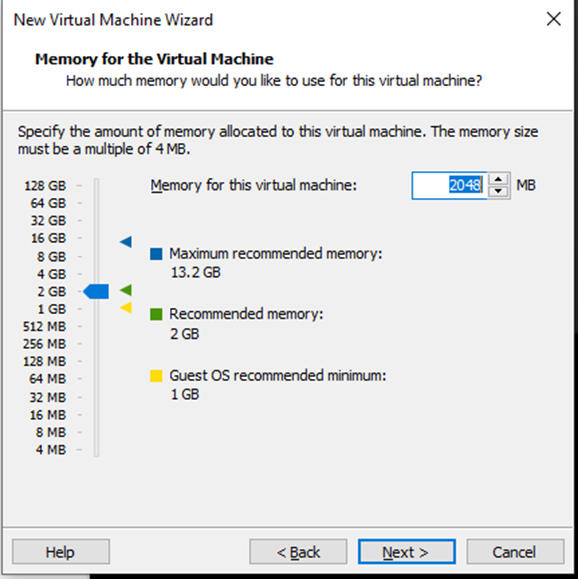 New Virtual Machine Wizard
Memory for the Virtual Machine
How much memory would you like to use for this virtual machine?
Specify the amount of memory allocated to this virtual machine. The memory size
must be a multiple of 4 MB.
128 GB
64 GB
32 GB
16 GB
8 GB
4 GB
2 GB
1 GB
512 MB
256 MB
128 MB
64 MB
32 MB
16 MB
8 MB
4 MB
Memory for this virtual machine: 2048 MB
Maximum recommended memory:
13.2 GB
Recommended memory:
2 GB
Guest OS recommended minimum:
1 GB
Help < Back Next > Cancel